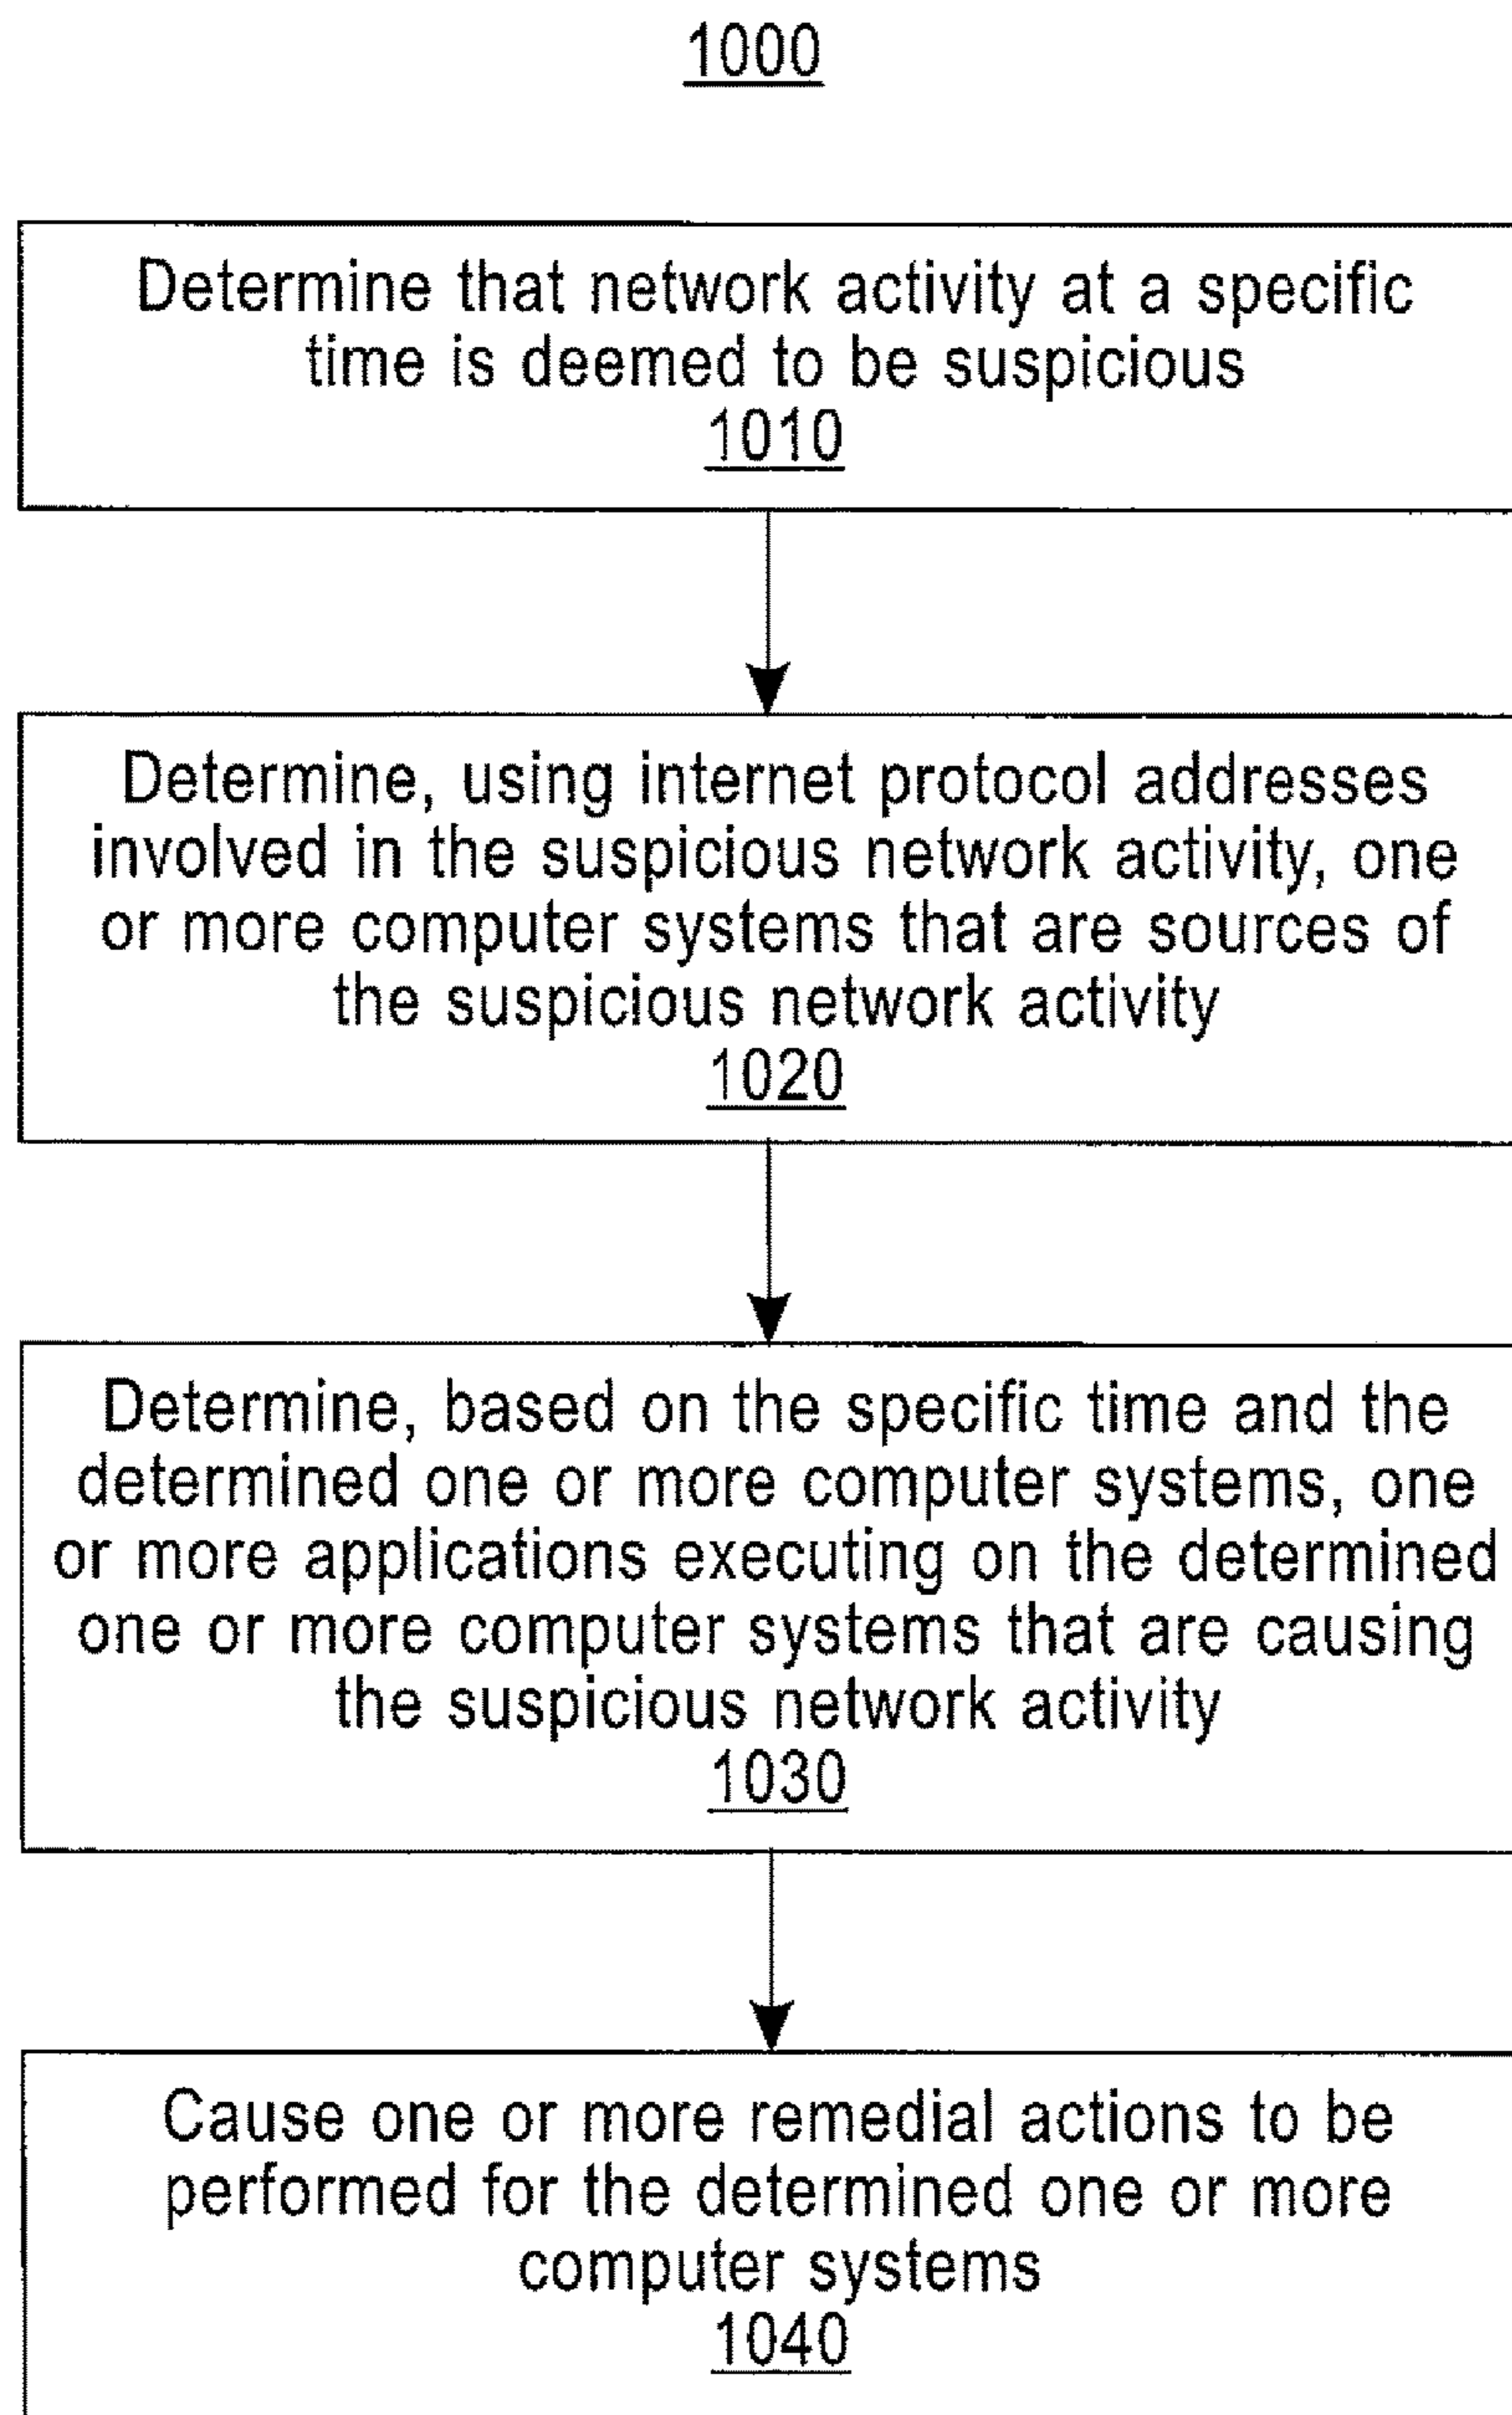 1000
Determine that network activity at a specific
time is deemed to be suspicious
1010
Determine, using internet protocol addresses
involved in the suspicious network activity, one
or more computer systems that are sources of
the suspicious network activity
1020
Determine, based on the specific time and the
determined one or more computer systems, one
or more applications executing on the determined
one or more computer systems that are causing
the suspicious network activity
1030
Cause one or more remedial actions to be
performed for the determined one or more
computer systems
1040